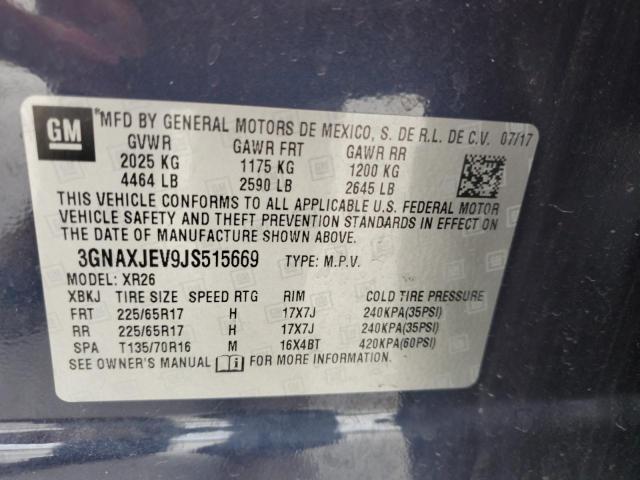 GM
*MFD BY GENERAL MOTORS DE MEXICO, S. DE R.L. DE C.V. 07/17
GVWR GAWR FRT GAWR RR
2025 KG 1175 KG 1200 KG
4464 LB 2590 LB 2645 LB
THIS VEHICLE CONFORMS TO ALL APPLICABLE U.S. FEDERAL MOTOR
VEHICLE SAFETY AND THEFT PREVENTION STANDARDS IN EFFECT ON
THE DATE OF MANUFACTURE SHOWN ABOVE.
3GNAXJEV9JS515669 TYPE: M.P.V.
MODEL: XR26
XBKJ TIRE SIZE SPEED RTG RIM COLD TIRE PRESSURE
FRT 225/65R17 H 17X7J 240KPA(35PSI)
RR 225/65R17 H 17X7J 240KPA(35PSI)
SPA T135/70R16 M 16X4BT 420KPA(60PSI)
SEE OWNER'S MANUAL FOR MORE INFORMATION.